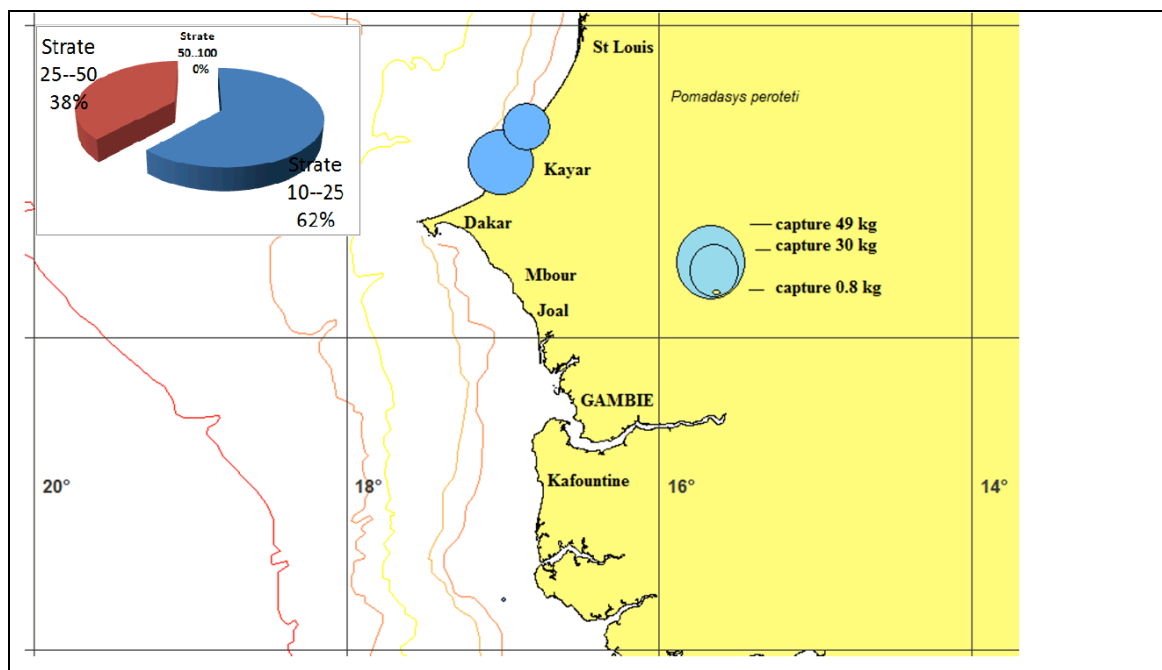 Strate
50..100
0%
Strate
25--50
38%
Strate
10--25
62%
St Louis
Pomadasys peroteti
Kayar
Dakar
capture 49 kg
capture 30 kg
capture 0.8 kg
Mbour
Joal
GAMBIE
Kafountine
20°
18°
16°
14°